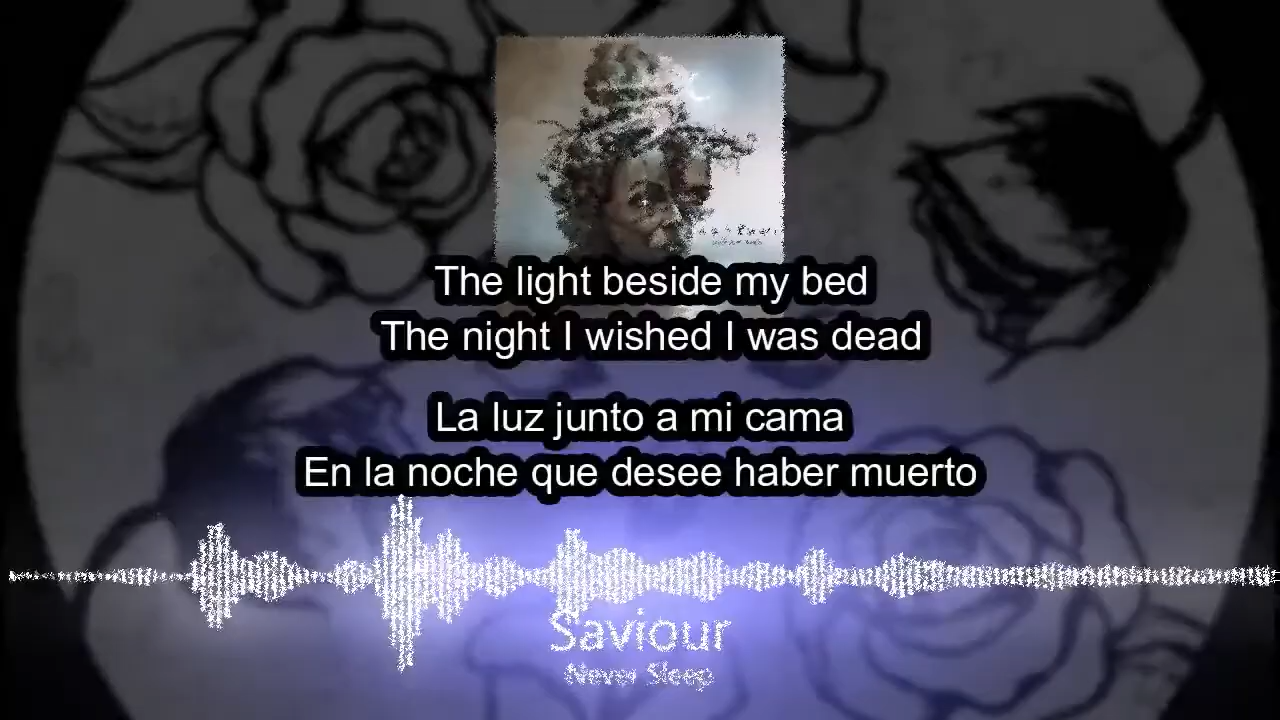 The light beside my bed
The night I wished I was dead
La luz junto a mi cama
En la noche que desee haber muerto
Saviour
Never Sleep